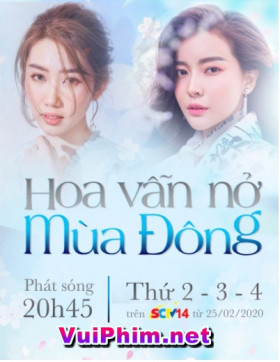 Hoa vẫn nở
Mùa Đông
Phát sóng
20h45
Thứ 2 - 3 - 4
trên SCTV14 từ 25/02/2020
VuiPhim.net